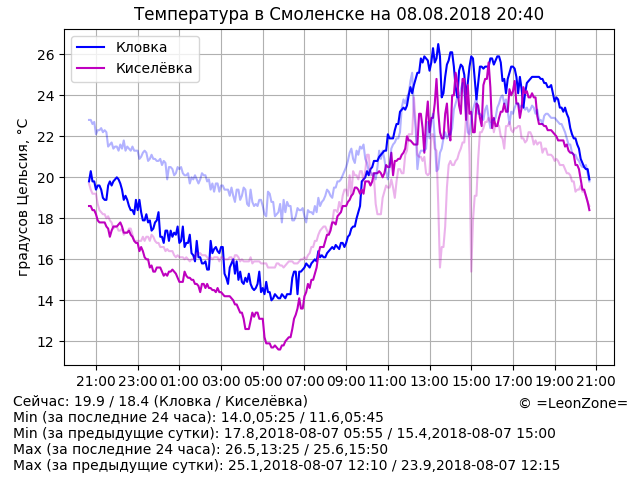 Температура в Смоленске на 08.08.2018 20:40
Кловка
Киселёвка
градусов Цельсия, °C
26
24
22
20
18
16
14
12
21:00 23:00 01:00 03:00 05:00 07:00 09:00 11:00 13:00 15:00 17:00 19:00 21:00
Сейчас: 19.9 / 18.4 (Кловка / Киселёвка)
© =LeonZone=
Min (за последние 24 часа): 14.0,05:25 / 11.6,05:45
Min (за предыдущие сутки): 17.8,2018-08-07 05:55 / 15.4,2018-08-07 15:00
Max (за последние 24 часа): 26.5,13:25 / 25.6,15:50
Max (за предыдущие сутки): 25.1,2018-08-07 12:10 / 23.9,2018-08-07 12:15